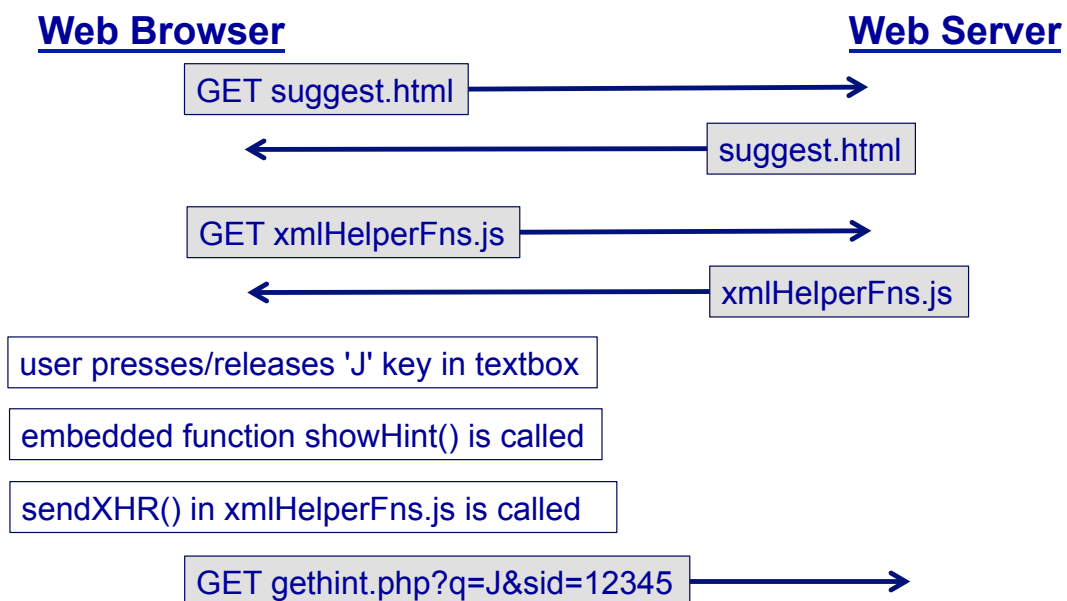 Web Browser
Web Server
GET suggest.html
suggest.html
GET xmlHelperFns.js
xmlHelperFns.js
user presses/releases 'J' key in textbox
embedded function showHint() is called
sendXHR() in xmlHelperFns.js is called
GET gethint.php?q=J&sid=12345